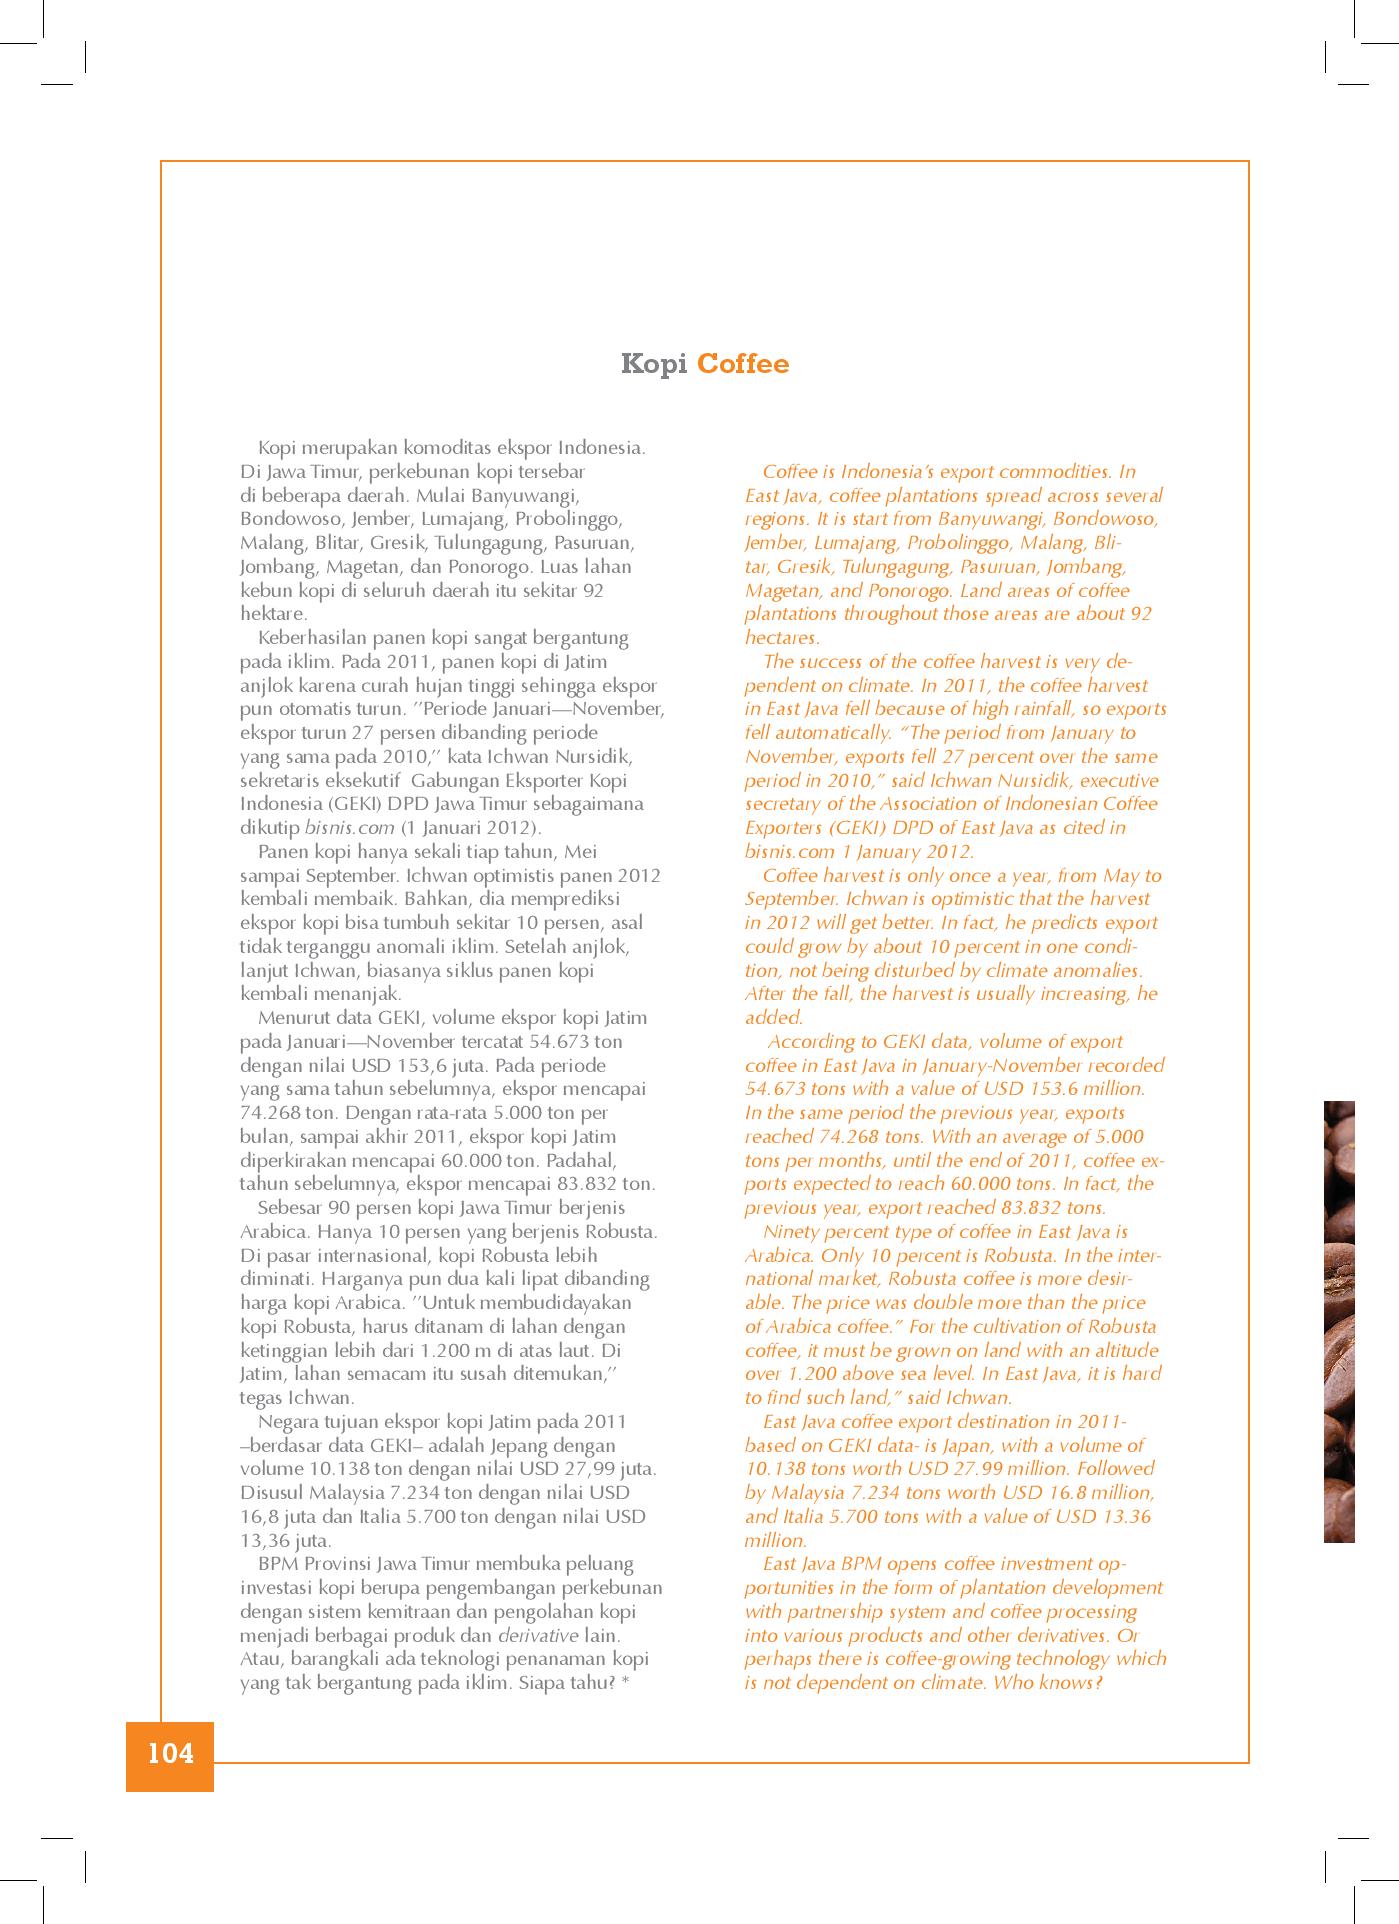 Kopi Coffee
Kopi merupakan komoditas ekspor Indonesia.
Di Jawa Timur, perkebunan kopi tersebar
di beberapa daerah. Mulai Banyuwangi,
Bondowoso, Jember, Lumajang, Probolinggo,
Malang, Blitar, Gresik, Tulungagung, Pasuruan,
Jombang, Magetan, dan Ponorogo. Luas lahan
kebun kopi di seluruh daerah itu sekitar 92
hektare.
Keberhasilan panen kopi sangat bergantung
pada iklim. Pada 2011, panen kopi di Jatim
anjlok karena curah hujan tinggi sehingga ekspor
pun otomatis turun. ”Periode Januari—November,
ekspor turun 27 persen dibanding periode
yang sama pada 2010,” kata Ichwan Nursidik,
sekretaris eksekutif  Gabungan Eksporter Kopi
Indonesia (GEKI) DPD Jawa Timur sebagaimana
dikutip bisnis.com (1 Januari 2012).
Panen kopi hanya sekali tiap tahun, Mei
sampai September. Ichwan optimistis panen 2012
kembali membaik. Bahkan, dia memprediksi
ekspor kopi bisa tumbuh sekitar 10 persen, asal
tidak terganggu anomali iklim. Setelah anjlok,
lanjut Ichwan, biasanya siklus panen kopi
kembali menanjak.
Menurut data GEKI, volume ekspor kopi Jatim
pada Januari—November tercatat 54.673 ton
dengan nilai USD 153,6 juta. Pada periode
yang sama tahun sebelumnya, ekspor mencapai
74.268 ton. Dengan rata-rata 5.000 ton per
bulan, sampai akhir 2011, ekspor kopi Jatim
diperkirakan mencapai 60.000 ton. Padahal,
tahun sebelumnya, ekspor mencapai 83.832 ton.
Sebesar 90 persen kopi Jawa Timur berjenis
Arabica. Hanya 10 persen yang berjenis Robusta.
Di pasar internasional, kopi Robusta lebih
diminati. Harganya pun dua kali lipat dibanding
harga kopi Arabica. ”Untuk membudidayakan
kopi Robusta, harus ditanam di lahan dengan
ketinggian lebih dari 1.200 m di atas laut. Di
Jatim, lahan semacam itu susah ditemukan,”
tegas Ichwan.
Negara tujuan ekspor kopi Jatim pada 2011
–berdasar data GEKI– adalah Jepang dengan
volume 10.138 ton dengan nilai USD 27,99 juta.
Disusul Malaysia 7.234 ton dengan nilai USD
16,8 juta dan Italia 5.700 ton dengan nilai USD
13,36 juta.
BPM Provinsi Jawa Timur membuka peluang
investasi kopi berupa pengembangan perkebunan
dengan sistem kemitraan dan pengolahan kopi
menjadi berbagai produk dan derivative lain.
Atau, barangkali ada teknologi penanaman kopi
yang tak bergantung pada iklim. Siapa tahu? *
Coffee is Indonesia’s export commodities. In
East Java, coffee plantations spread across several
regions. It is start from Banyuwangi, Bondowoso,
Jember, Lumajang, Probolinggo, Malang, Bli-
tar, Gresik, Tulungagung, Pasuruan, Jombang,
Magetan, and Ponorogo. Land areas of coffee
plantations throughout those areas are about 92
hectares.
The success of the coffee harvest is very de-
pendent on climate. In 2011, the coffee harvest
in East Java fell because of high rainfall, so exports
fell automatically. “The period from January to
November, exports fell 27 percent over the same
period in 2010,” said Ichwan Nursidik, executive
secretary of the Association of Indonesian Coffee
Exporters (GEKI) DPD of East Java as cited in
bisnis.com 1 January 2012.
Coffee harvest is only once a year, from May to
September. Ichwan is optimistic that the harvest
in 2012 will get better. In fact, he predicts export
could grow by about 10 percent in one condi-
tion, not being disturbed by climate anomalies.
After the fall, the harvest is usually increasing, he
added.
According to GEKI data, volume of export
coffee in East Java in January-November recorded
54.673 tons with a value of USD 153.6 million.
In the same period the previous year, exports
reached 74.268 tons. With an average of 5.000
tons per months, until the end of 2011, coffee ex-
ports expected to reach 60.000 tons. In fact, the
previous year, export reached 83.832 tons.
Ninety percent type of coffee in East Java is
Arabica. Only 10 percent is Robusta. In the inter-
national market, Robusta coffee is more desir-
able. The price was double more than the price
of Arabica coffee.” For the cultivation of Robusta
coffee, it must be grown on land with an altitude
over 1.200 above sea level. In East Java, it is hard
to find such land,” said Ichwan.
East Java coffee export destination in 2011-
based on GEKI data- is Japan, with a volume of
10.138 tons worth USD 27.99 million. Followed
by Malaysia 7.234 tons worth USD 16.8 million,
and Italia 5.700 tons with a value of USD 13.36
million.
East Java BPM opens coffee investment op-
portunities in the form of plantation development
with partnership system and coffee processing
into various products and other derivatives. Or
perhaps there is coffee-growing technology which
is not dependent on climate. Who knows?
104